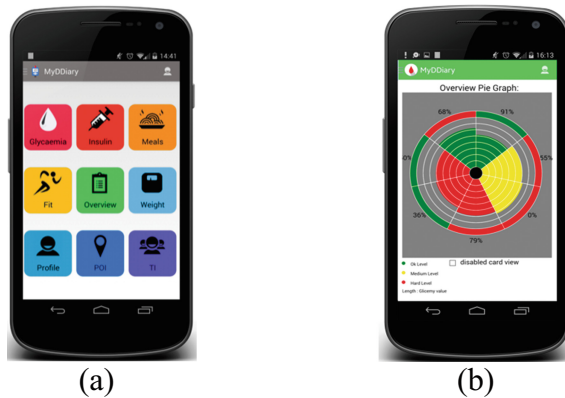 14:41
MyDDiary
Glycaemia Insulin Meals
Fit Overview Weight
Profile POI TI
(a)
16:13
MyDDiary
Overview Pie Graph:
68% 91%
55%
36% 0%
79%
Ok Level
disabled card view
Medium Level
Hard Level
Length : Glicemy value
(b)